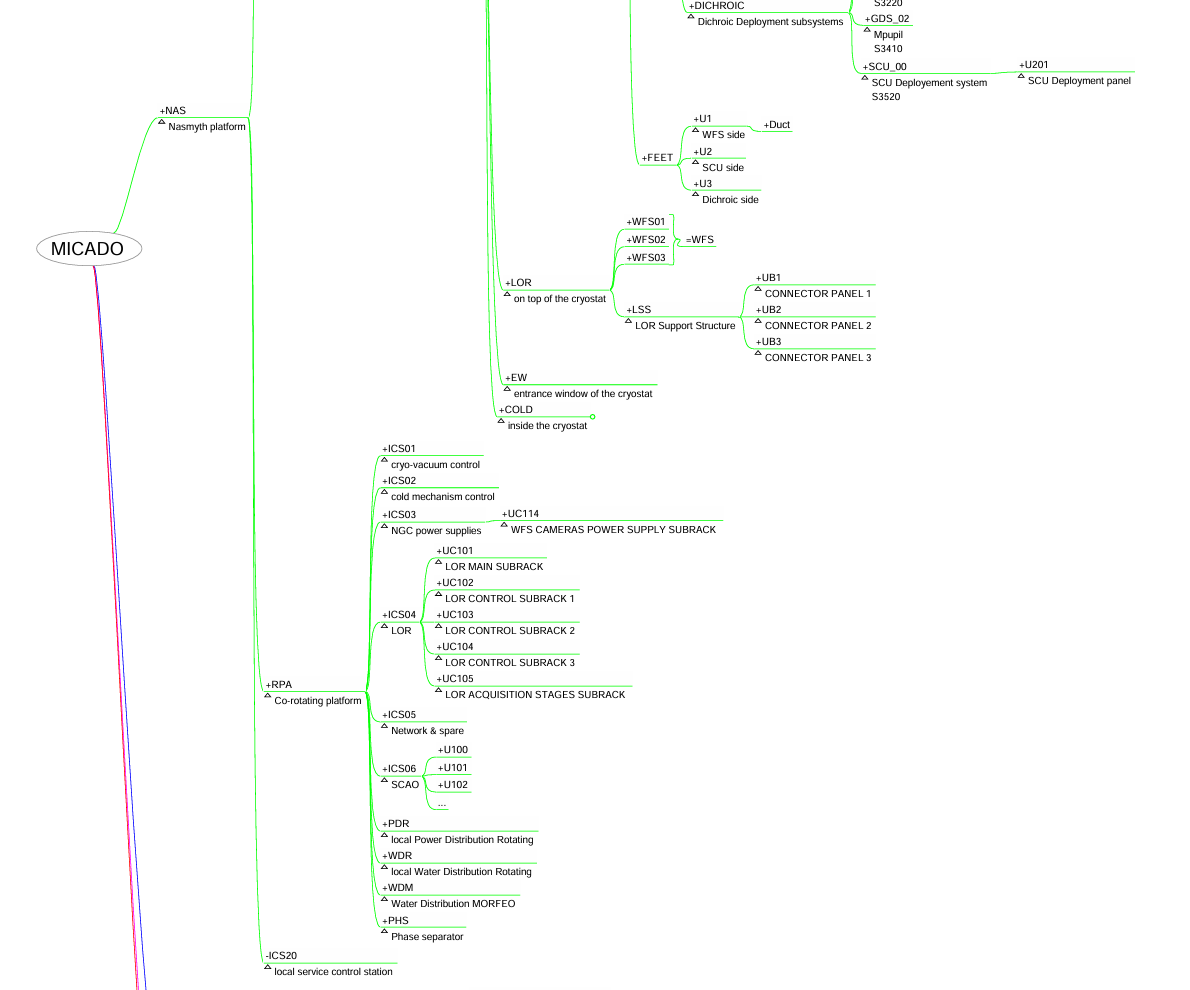 S3220
+DICHROIC
Dichroic Deployment subsystems
+GDS_02
Mpupil
S3410
+SCU_00
SCU Deployement system
S3520
+U201
SCU Deployment panel
+NAS
Nasmyth platform
+FEET
+U1
WFS side
+Duct
+U2
SCU side
+U3
Dichroic side
MICADO
+WFS01
+WFS02
+WFS03
=WFS
+LOR
on top of the cryostat
+LSS
LOR Support Structure
+UB1
CONNECTOR PANEL 1
+UB2
CONNECTOR PANEL 2
+UB3
CONNECTOR PANEL 3
+EW
entrance window of the cryostat
+COLD
inside the cryostat
+ICS01
cryo-vacuum control
+ICS02
cold mechanism control
+ICS03
NGC power supplies
+UC114
WFS CAMERAS POWER SUPPLY SUBRACK
+ICS04
LOR
+UC101
LOR MAIN SUBRACK
+UC102
LOR CONTROL SUBRACK 1
+UC103
LOR CONTROL SUBRACK 2
+UC104
LOR CONTROL SUBRACK 3
+UC105
LOR ACQUISITION STAGES SUBRACK
+RPA
Co-rotating platform
+ICS05
Network & spare
+ICS06
SCAO
+U100
+U101
+U102
...
+PDR
local Power Distribution Rotating
+WDR
local Water Distribution Rotating
+WDM
Water Distribution MORFEO
+PHS
Phase separator
-ICS20
local service control station